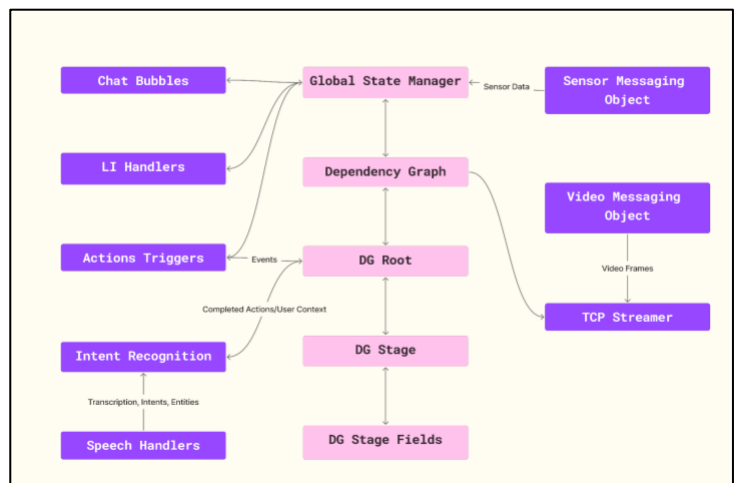 Chat Bubbles
Global State Manager
Sensor Data
Sensor Messaging
Object
LI Handlers
Dependency Graph
Video Messaging
Object
Actions Triggers
Events
DG Root
Video Frames
Completed Actions/User Context
TCP Streamer
Intent Recognition
DG Stage
Transcription, Intents, Entities
Speech Handlers
DG Stage Fields